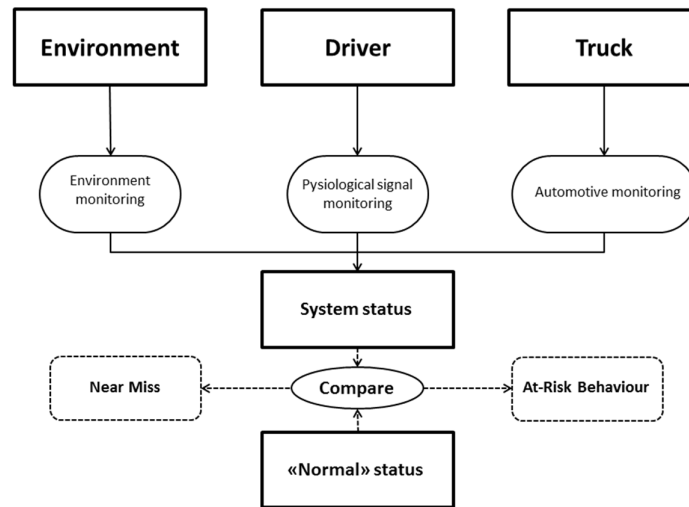 Environment
Driver
Truck
Environment
monitoring
Pysiological signal
monitoring
Automotive monitoring
System status
Near Miss
Compare
At-Risk Behaviour
«Normal» status